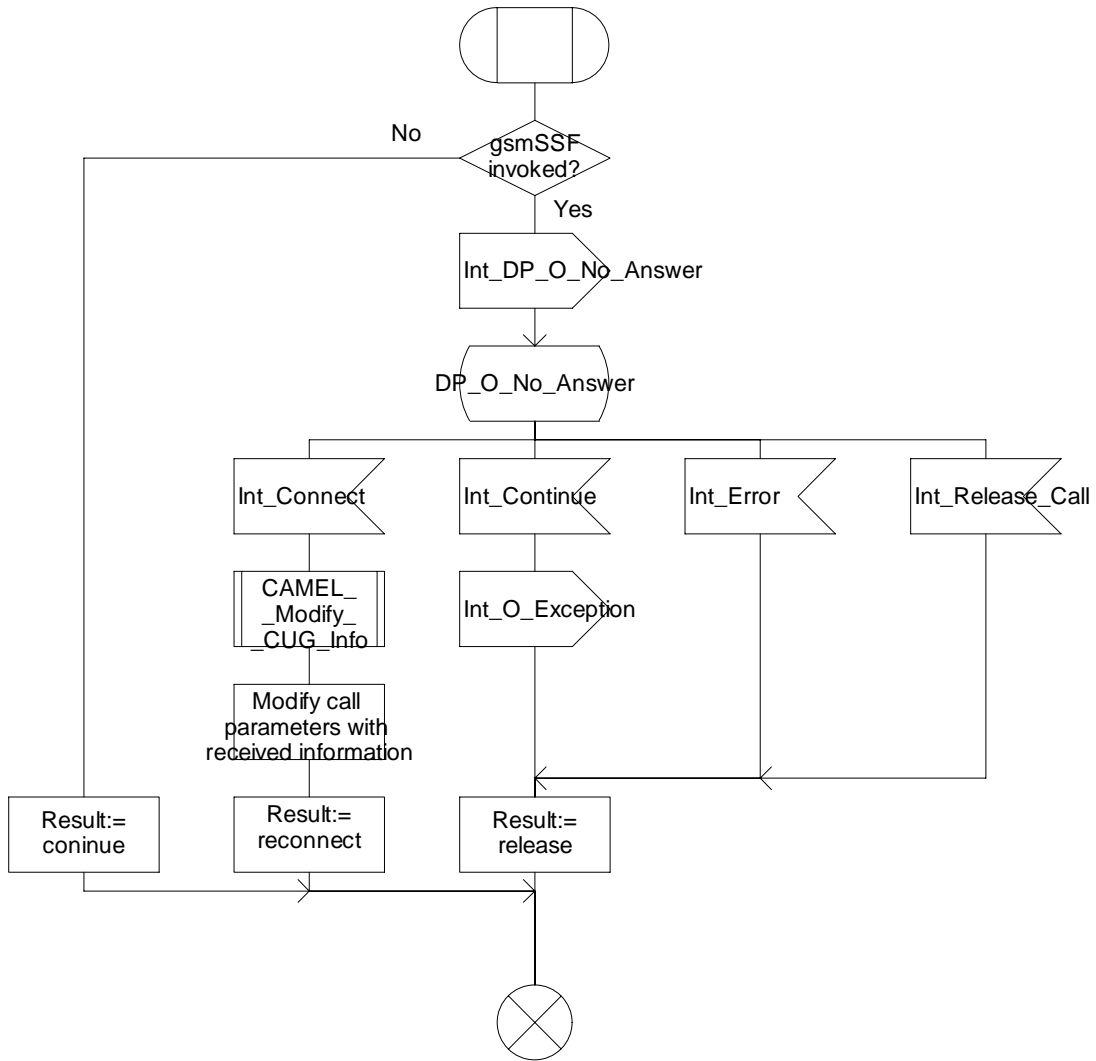 No
gsmSSF
invoked?
Yes
Int_DP_O_No_Answer
DP_O_No_Answer
Int_Connect
Int_Continue
Int_Error
Int_Release_Call
CAMEL_
_Modify_
_CUG_Info
Int_O_Exception
Modify call
parameters with
received information
Result:=
coninue
Result:=
reconnect
Result:=
release